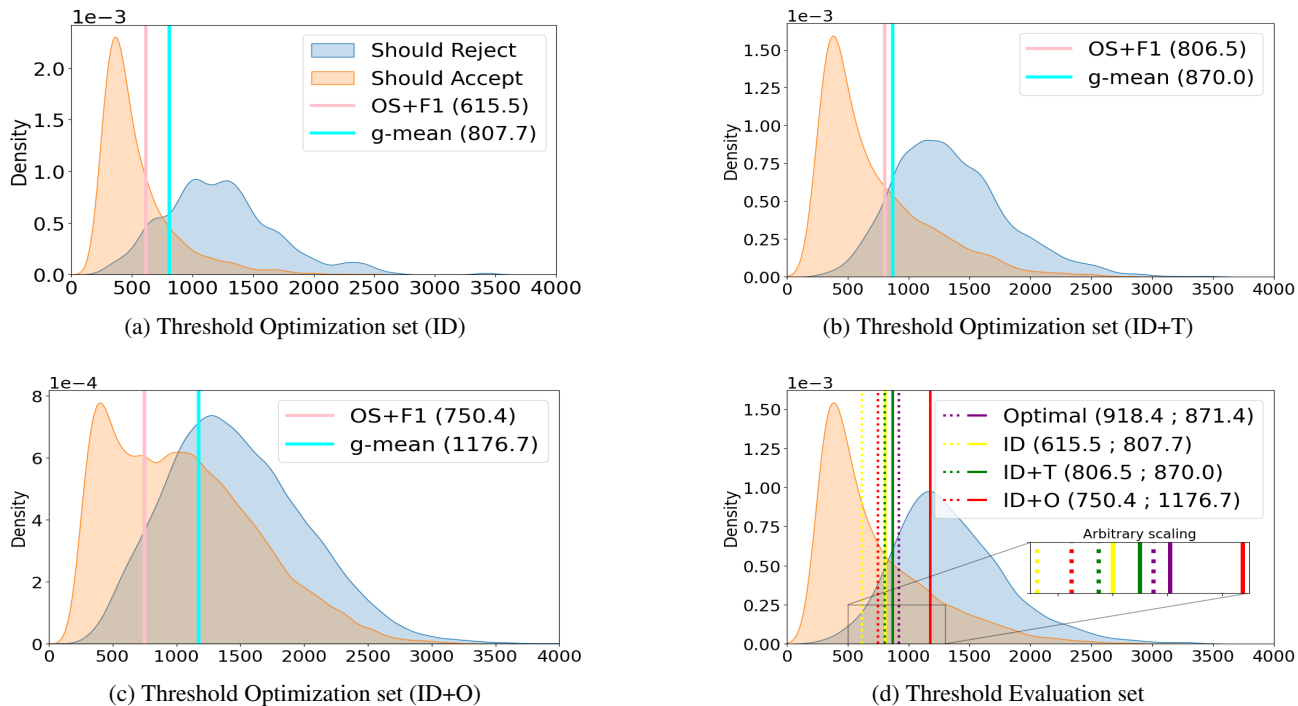 1e−3
Density
2.0
1.5
1.0
0.5
0.0
0 500 1000 1500 2000 2500 3000 3500 4000
Should Reject
Should Accept
OS+F1 (615.5)
g-mean (807.7)
(a) Threshold Optimization set (ID)
1e−3
Density
1.50
1.25
1.00
0.75
0.50
0.25
0.00
0 500 1000 1500 2000 2500 3000 3500 4000
OS+F1 (806.5)
g-mean (870.0)
(b) Threshold Optimization set (ID+T)
1e−4
Density
8
6
4
2
0
0 500 1000 1500 2000 2500 3000 3500 4000
OS+F1 (750.4)
g-mean (1176.7)
(c) Threshold Optimization set (ID+O)
1e−3
Density
1.50
1.25
1.00
0.75
0.50
0.25
0.00
0 500 1000 1500 2000 2500 3000 3500 4000
Optimal (918.4 ; 871.4)
ID (615.5 ; 807.7)
ID+T (806.5 ; 870.0)
ID+O (750.4 ; 1176.7)
Arbitrary scaling
(d) Threshold Evaluation set